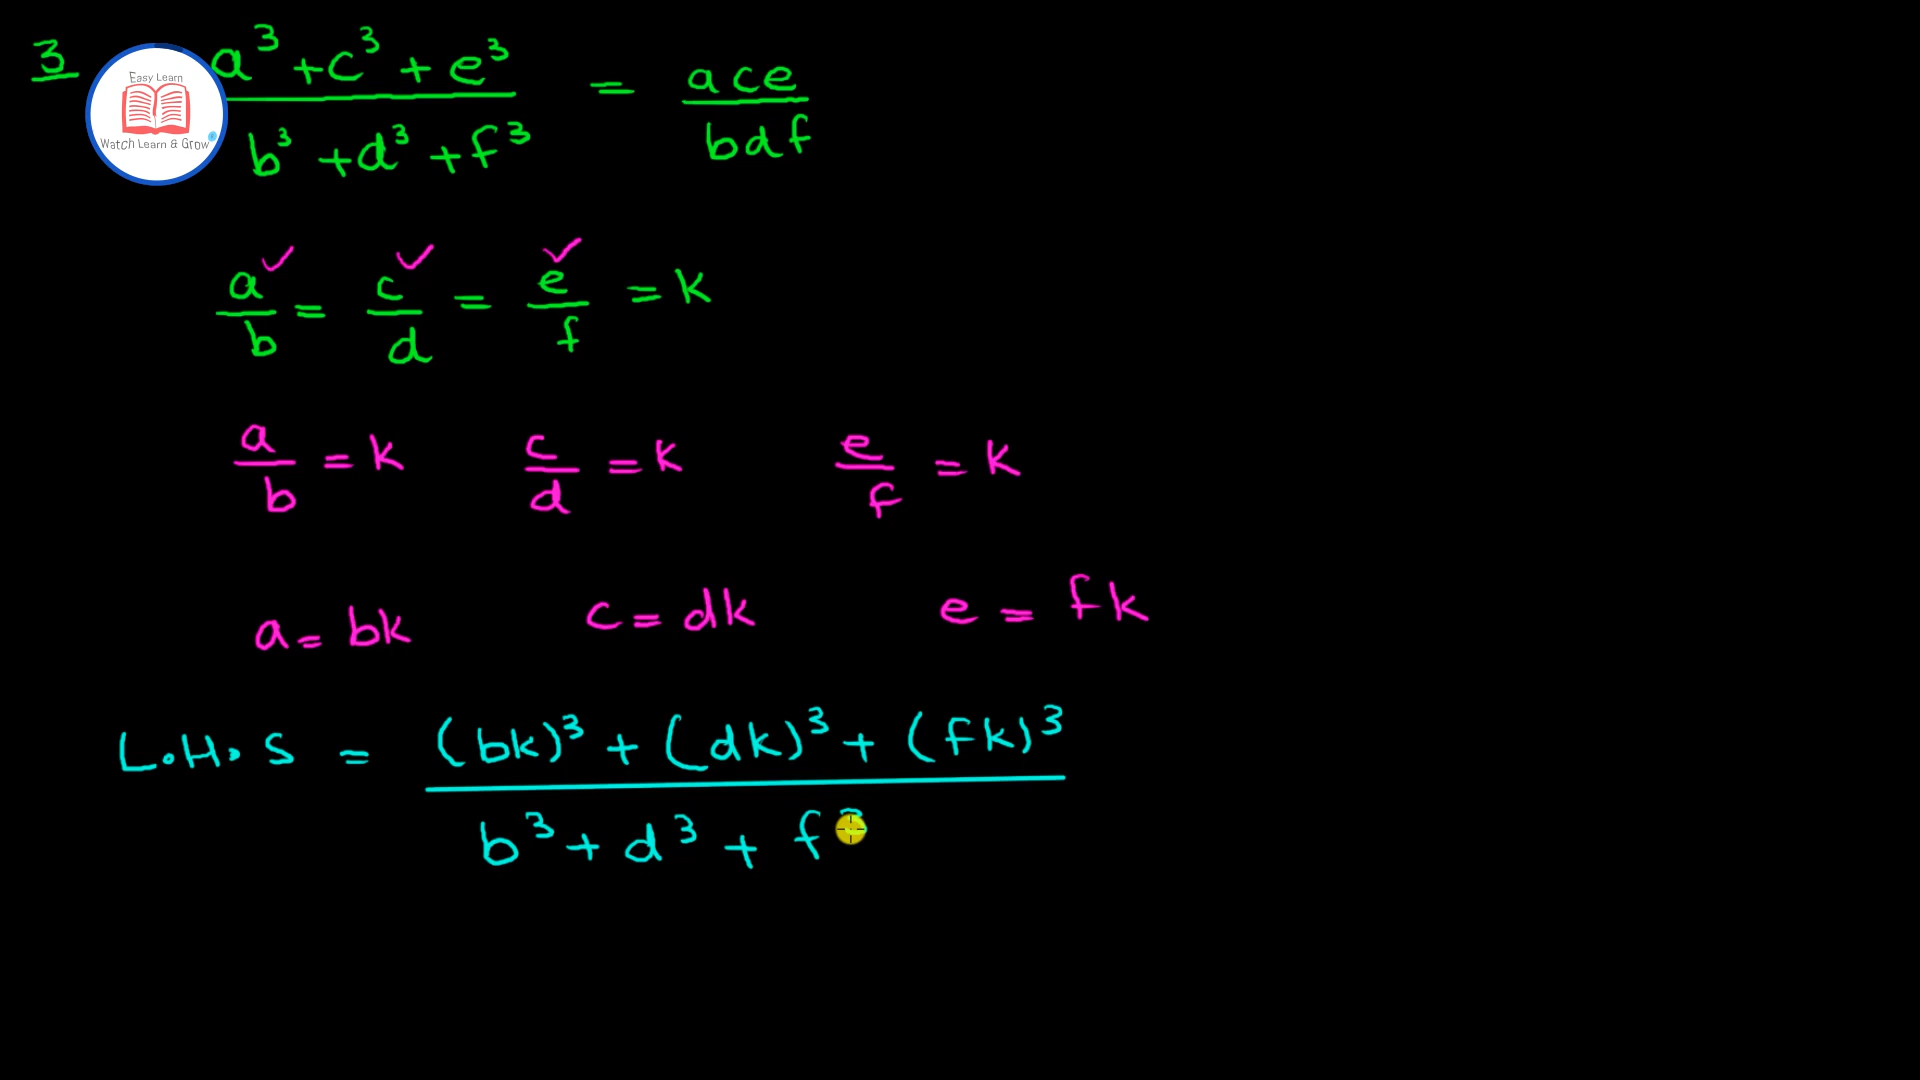 3
Easy Learn
Watch Learn & Grow
a³ + c³ + e³ / b³ + d³ + f³ = ace / bdf
a/b = c/d = e/f = k
a/b = k   c/d = k   e/f = k
a = bk   c = dk   e = fk
L.H.S = (bk)³ + (dk)³ + (fk)³ / b³ + d³ + f³